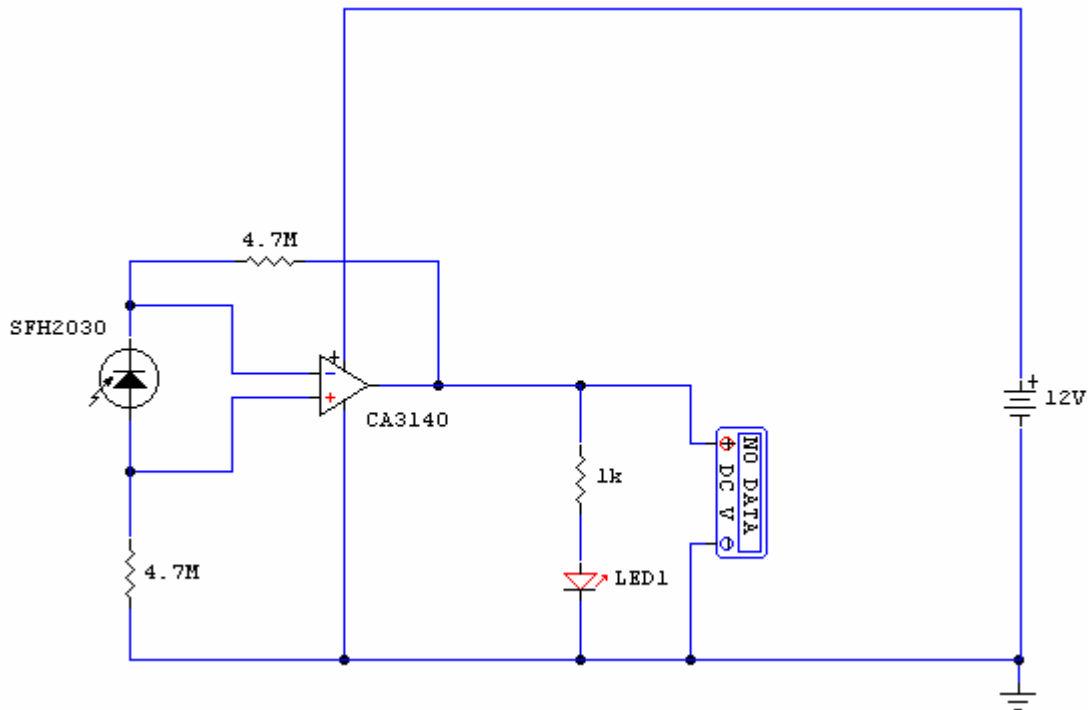 4.7M
SFH2030
+
−
+
CA3140
+
12V
NO DATA
+ DC V
1k
4.7M
LED1